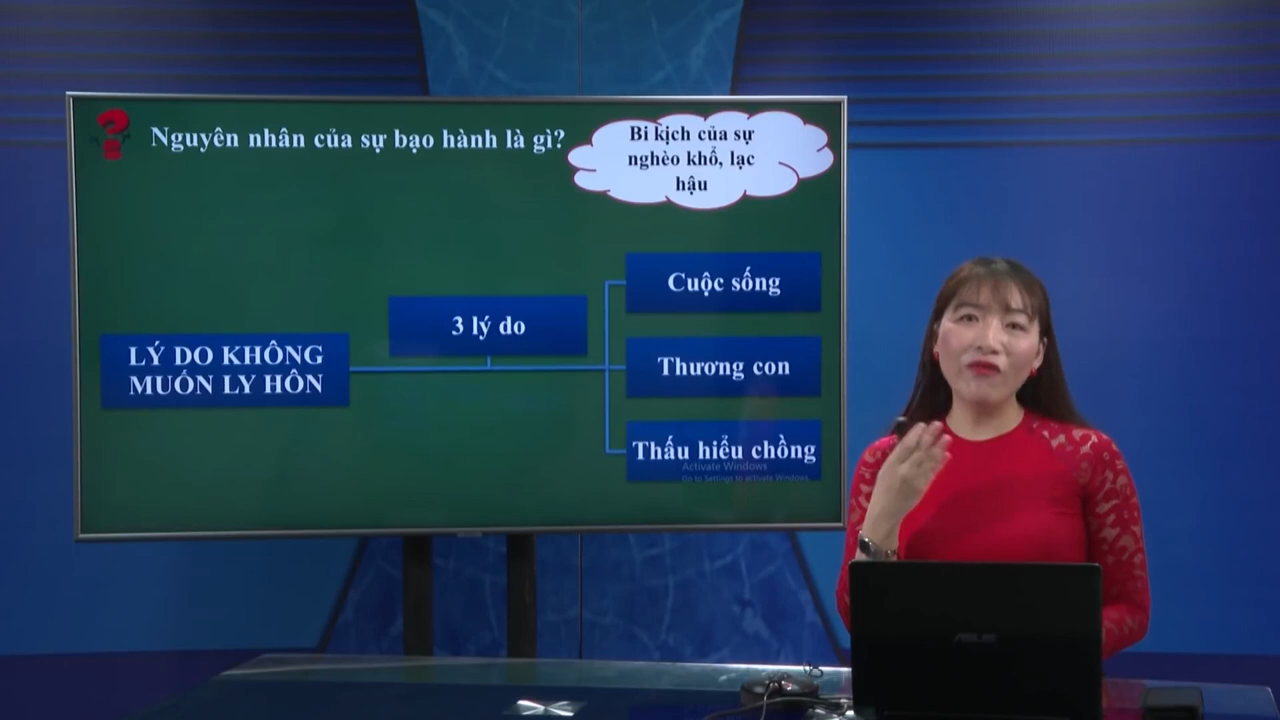 Nguyên nhân của sự bạo hành là gì?
Bi kịch của sự
nghèo khổ, lạc
hậu
LÝ DO KHÔNG
MUỐN LY HÔN
3 lý do
Cuộc sống
Thương con
Thấu hiểu chồng
Activate Windows
Go to Settings to activate Windows.
ASUS